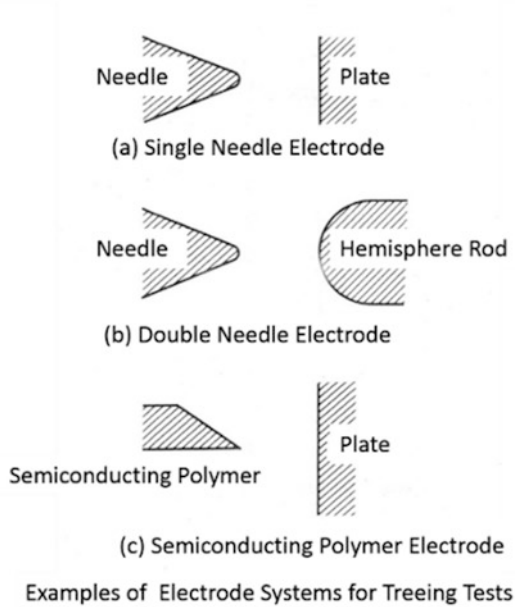 Needle Plate
(a) Single Needle Electrode
Needle Hemisphere Rod
(b) Double Needle Electrode
Plate
Semiconducting Polymer
(c) Semiconducting Polymer Electrode
Examples of Electrode Systems for Treeing Tests